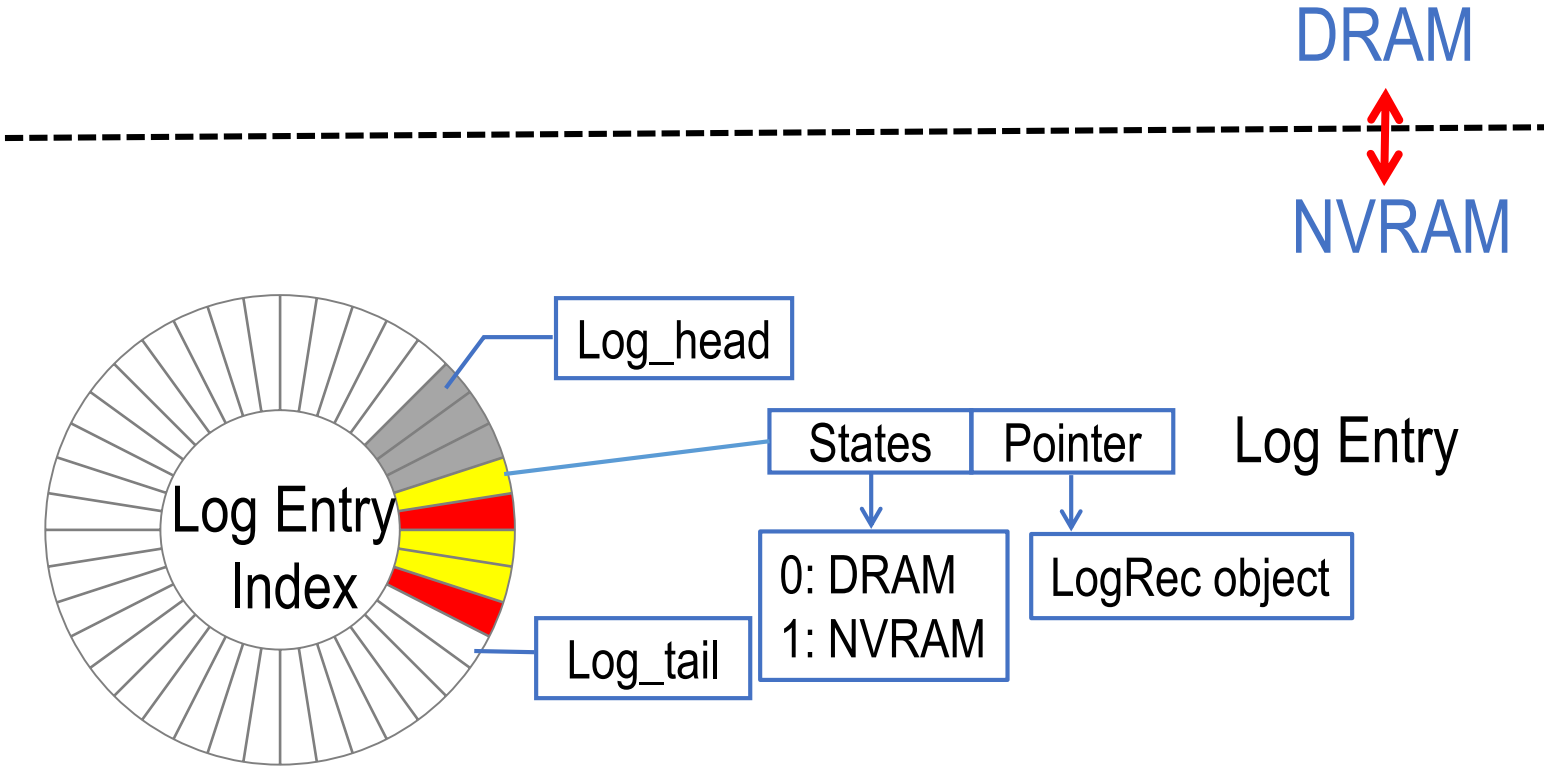 DRAM
NVRAM
Log_head
States
Pointer
Log Entry
Log Entry
Index
0: DRAM
1: NVRAM
LogRec object
Log_tail